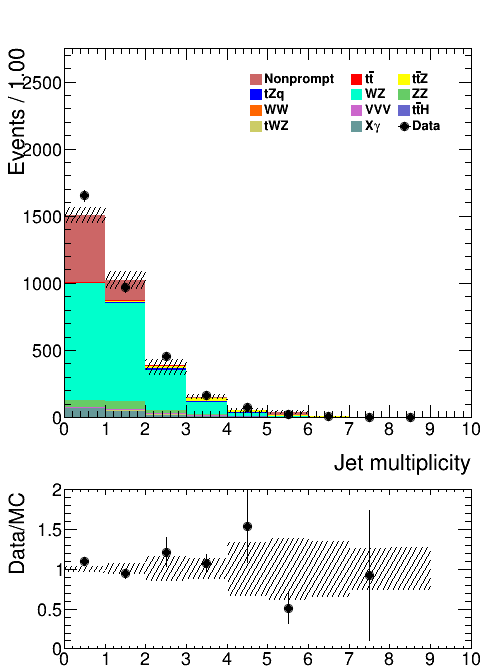 Events / 1.00
2500
2000
1500
1000
500
0
Nonprompt tt̄ tt̄Z
tZq WZ ZZ
WW VVV tt̄H
tWZ Xγ Data
0 1 2 3 4 5 6 7 8 9 10
Jet multiplicity
Data/MC
2
1.5
1
0.5
0
0 1 2 3 4 5 6 7 8 9 10